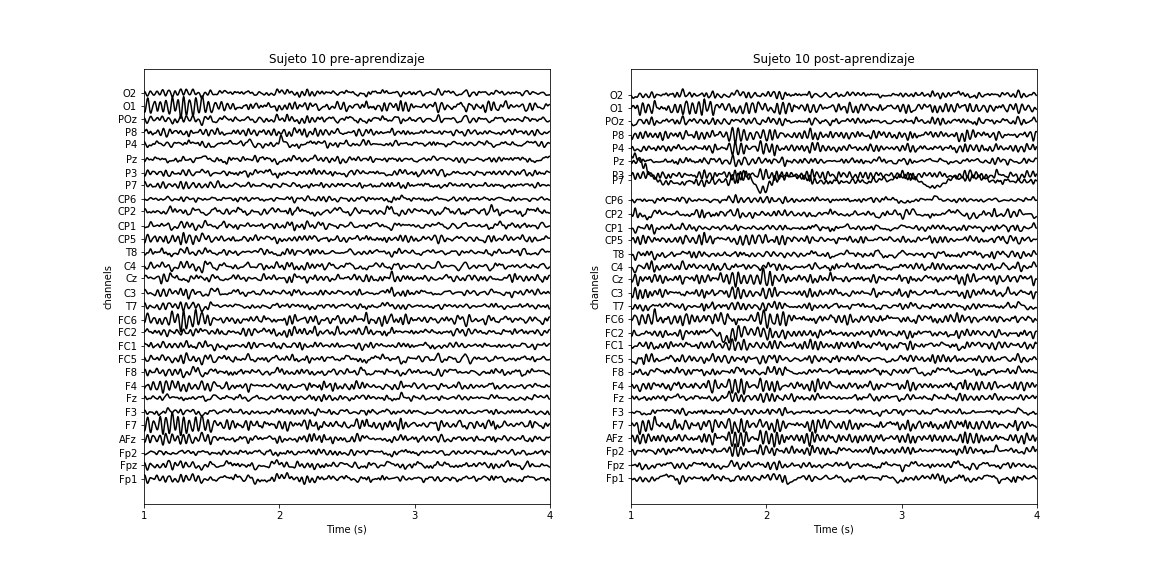 Sujeto 10 pre-aprendizaje
O2
O1
POz
P8
P4
Pz
P3
P7
CP6
CP2
CP1
CP5
T8
C4
Cz
C3
T7
FC6
FC2
FC1
FC5
F8
F4
Fz
F3
F7
AFz
Fp2
Fpz
Fp1
channels
1 2 3 4
Time (s)
Sujeto 10 post-aprendizaje
O2
O1
POz
P8
P4
Pz
P3
P7
CP6
CP2
CP1
CP5
T8
C4
Cz
C3
T7
FC6
FC2
FC1
FC5
F8
F4
Fz
F3
F7
AFz
Fp2
Fpz
Fp1
channels
1 2 3 4
Time (s)